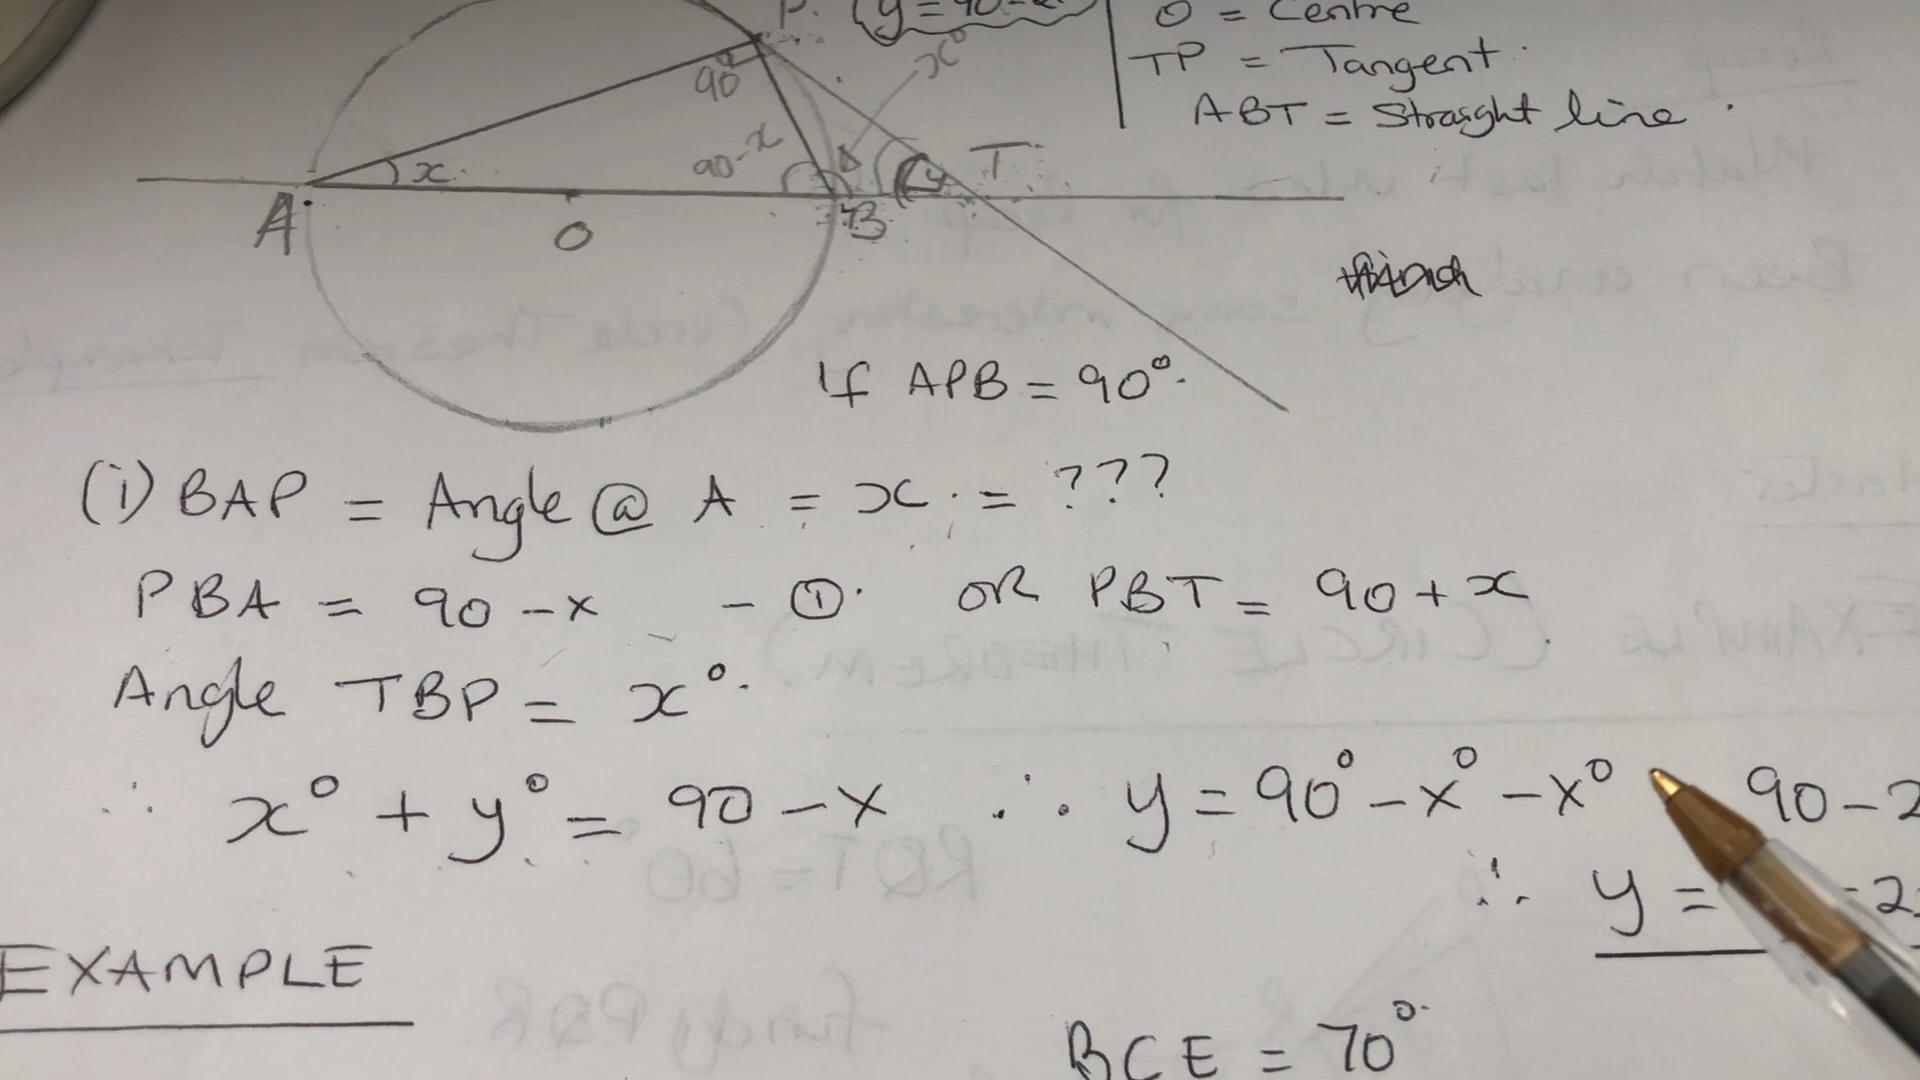 P.
O = Centre
TP = Tangent.
ABT = Straight line.
x°
90°
90-x
x
y
T
A
O
B
If APB = 90°.
(i) BAP = Angle @ A = x = ???
PBA = 90 - x - ①. OR PBT = 90 + x
Angle TBP = x°.
∴ x° + y° = 90 - x ∴ y = 90° - x° - x° 90 - 2
∴ y = - 2
EXAMPLE
BCE = 70°